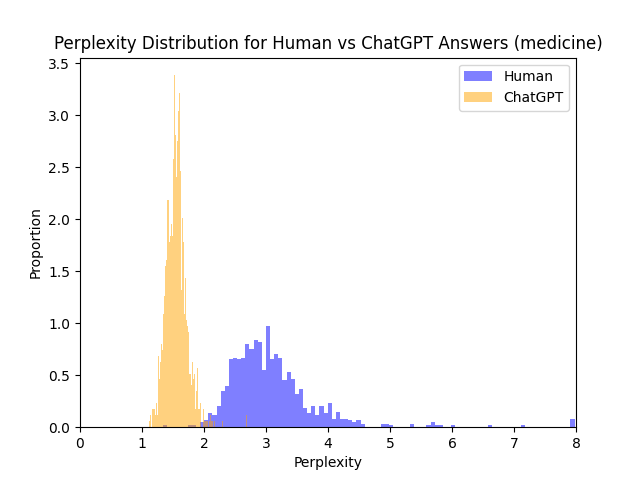 Perplexity Distribution for Human vs ChatGPT Answers (medicine)
Human
ChatGPT
3.5
3.0
2.5
2.0
1.5
1.0
0.5
0.0
Proportion
0 1 2 3 4 5 6 7 8
Perplexity